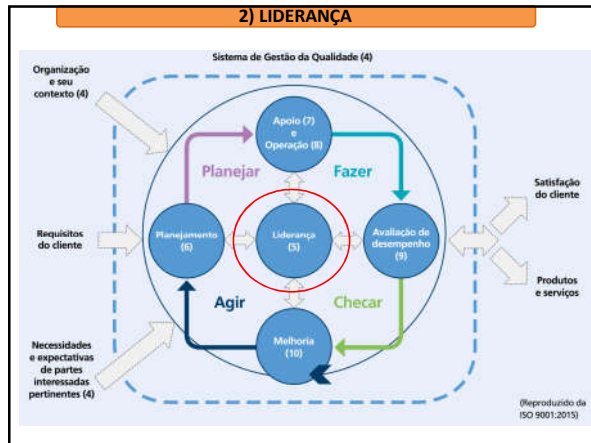 2) LIDERANÇA
Sistema de Gestão da Qualidade (4)
Organização
e seu
contexto (4)
Apoio (7)
e
Operação (8)
Planejar
Fazer
Satisfação
do cliente
Requisitos
do cliente
Planejamento
(6)
Liderança
(5)
Avaliação de
desempenho
(9)
Produtos
e serviços
Agir
Checar
Necessidades
e expectativas
de partes
interessadas
pertinentes (4)
Melhoria
(10)
(Reproduzido da
ISO 9001:2015)